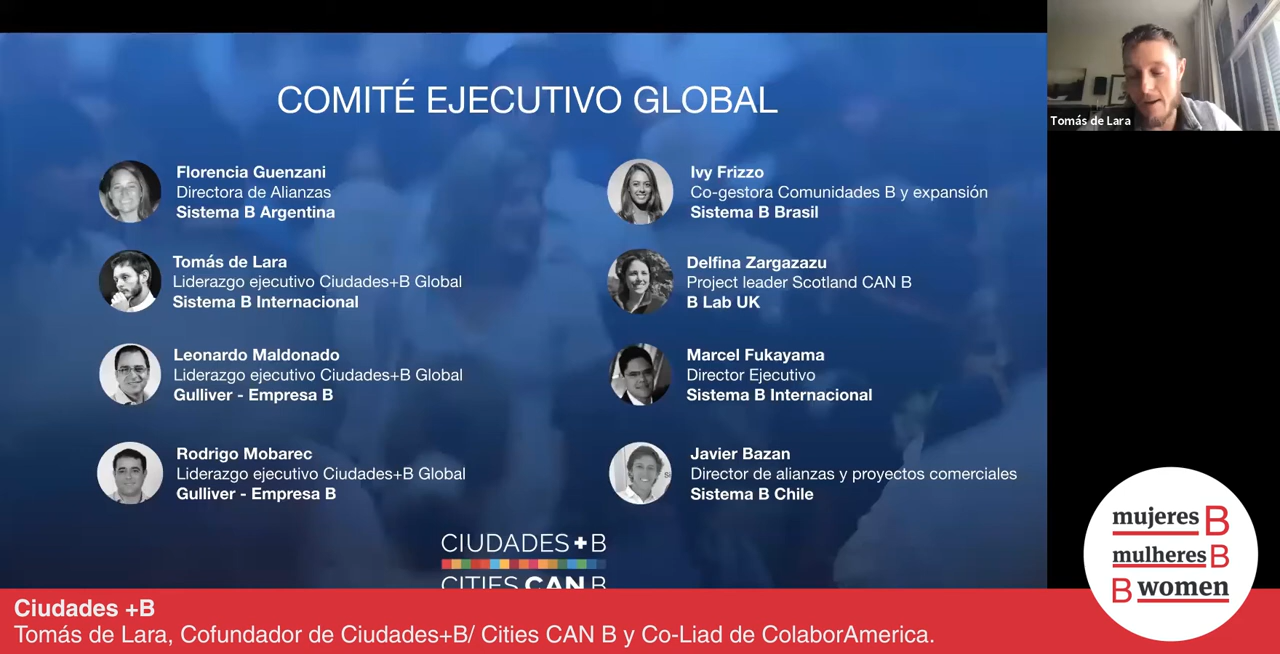 COMITÉ EJECUTIVO GLOBAL
Florencia Guenzani
Directora de Alianzas
Sistema B Argentina
Tomás de Lara
Liderazgo ejecutivo Ciudades+B Global
Sistema B Internacional
Leonardo Maldonado
Liderazgo ejecutivo Ciudades+B Global
Gulliver - Empresa B
Rodrigo Mobarec
Liderazgo ejecutivo Ciudades+B Global
Gulliver - Empresa B
Ivy Frizzo
Co-gestora Comunidades B y expansión
Sistema B Brasil
Delfina Zargazazu
Project leader Scotland CAN B
B Lab UK
Marcel Fukayama
Director Ejecutivo
Sistema B Internacional
Javier Bazan
Director de alianzas y proyectos comerciales
Sistema B Chile
CIUDADES+B
CITIES CAN B
Tomás de Lara
mujeres B
mulheres B
B women
Ciudades +B
Tomás de Lara, Cofundador de Ciudades+B/ Cities CAN B y Co-Liad de ColaborAmerica.